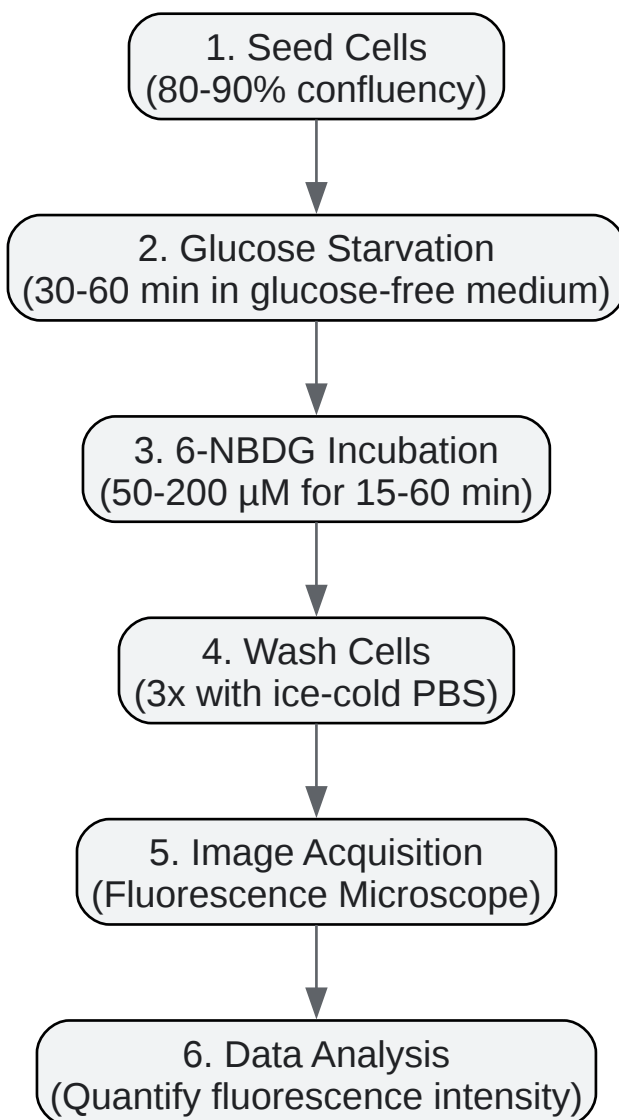 1. Seed Cells
(80-90% confluency)
2. Glucose Starvation
(30-60 min in glucose-free medium)
3. 6-NBDG Incubation
(50-200 µM for 15-60 min)
4. Wash Cells
(3x with ice-cold PBS)
5. Image Acquisition
(Fluorescence Microscope)
6. Data Analysis
(Quantify fluorescence intensity)